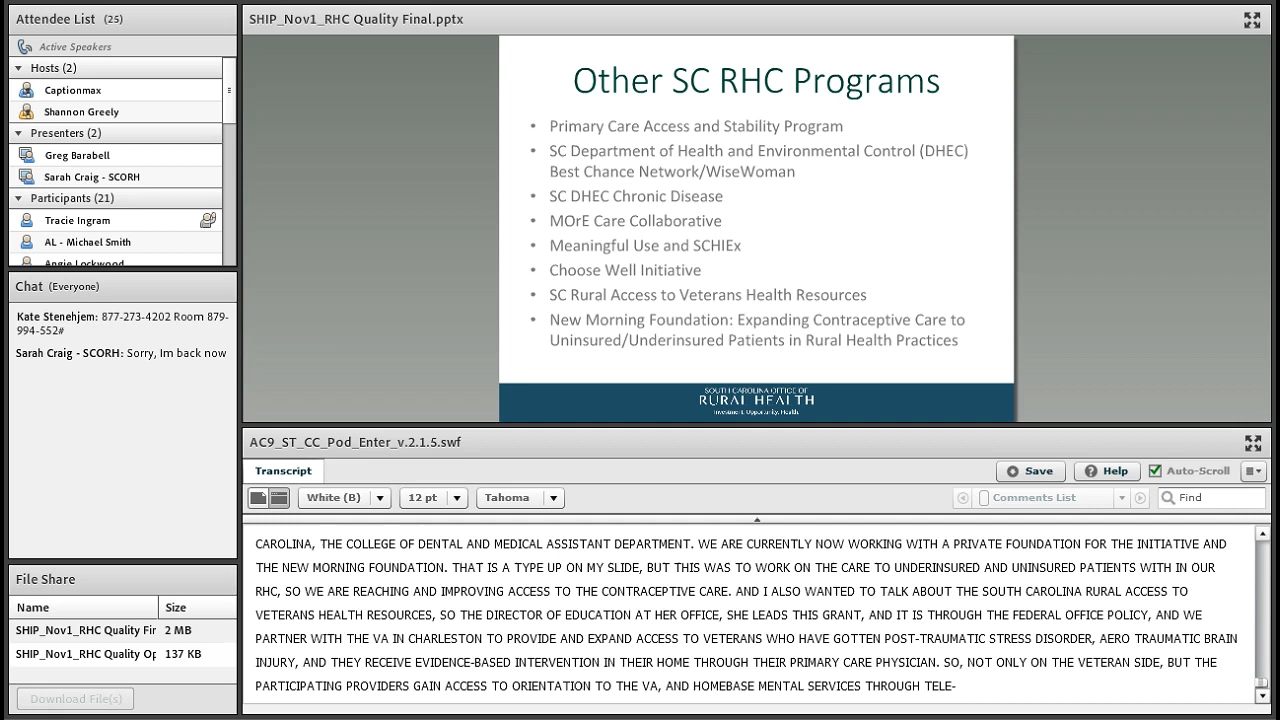 Attendee List (25)
Active Speakers
Hosts (2)
Captionmax
Shannon Greely
Presenters (2)
Greg Barabell
Sarah Craig - SCORH
Participants (21)
Tracie Ingram
AL - Michael Smith
Angie Lockwood
Chat (Everyone)
Kate Stenehjem: 877-273-4202 Room 879-
994-552#
Sarah Craig - SCORH: Sorry, Im back now
File Share
Name Size
SHIP_Nov1_RHC Quality Fir 2 MB
SHIP_Nov1_RHC Quality Op 137 KB
Download File(s)
SHIP_Nov1_RHC Quality Final.pptx
Other SC RHC Programs
• Primary Care Access and Stability Program
• SC Department of Health and Environmental Control (DHEC)
Best Chance Network/WiseWoman
• SC DHEC Chronic Disease
• MOrE Care Collaborative
• Meaningful Use and SCHIEx
• Choose Well Initiative
• SC Rural Access to Veterans Health Resources
• New Morning Foundation: Expanding Contraceptive Care to
Uninsured/Underinsured Patients in Rural Health Practices
SOUTH CAROLINA OFFICE OF
RURAL HEALTH
Investment. Opportunity. Health.
AC9_ST_CC_Pod_Enter_v.2.1.5.swf
Transcript Save Help Auto-Scroll
White (B) 12 pt Tahoma Comments List Find
CAROLINA, THE COLLEGE OF DENTAL AND MEDICAL ASSISTANT DEPARTMENT. WE ARE CURRENTLY NOW WORKING WITH A PRIVATE FOUNDATION FOR THE INITIATIVE AND
THE NEW MORNING FOUNDATION. THAT IS A TYPE UP ON MY SLIDE, BUT THIS WAS TO WORK ON THE CARE TO UNDERINSURED AND UNINSURED PATIENTS WITH IN OUR
RHC, SO WE ARE REACHING AND IMPROVING ACCESS TO THE CONTRACEPTIVE CARE. AND I ALSO WANTED TO TALK ABOUT THE SOUTH CAROLINA RURAL ACCESS TO
VETERANS HEALTH RESOURCES, SO THE DIRECTOR OF EDUCATION AT HER OFFICE, SHE LEADS THIS GRANT, AND IT IS THROUGH THE FEDERAL OFFICE POLICY, AND WE
PARTNER WITH THE VA IN CHARLESTON TO PROVIDE AND EXPAND ACCESS TO VETERANS WHO HAVE GOTTEN POST-TRAUMATIC STRESS DISORDER, AERO TRAUMATIC BRAIN
INJURY, AND THEY RECEIVE EVIDENCE-BASED INTERVENTION IN THEIR HOME THROUGH THEIR PRIMARY CARE PHYSICIAN. SO, NOT ONLY ON THE VETERAN SIDE, BUT THE
PARTICIPATING PROVIDERS GAIN ACCESS TO ORIENTATION TO THE VA, AND HOMEBASE MENTAL SERVICES THROUGH TELE-